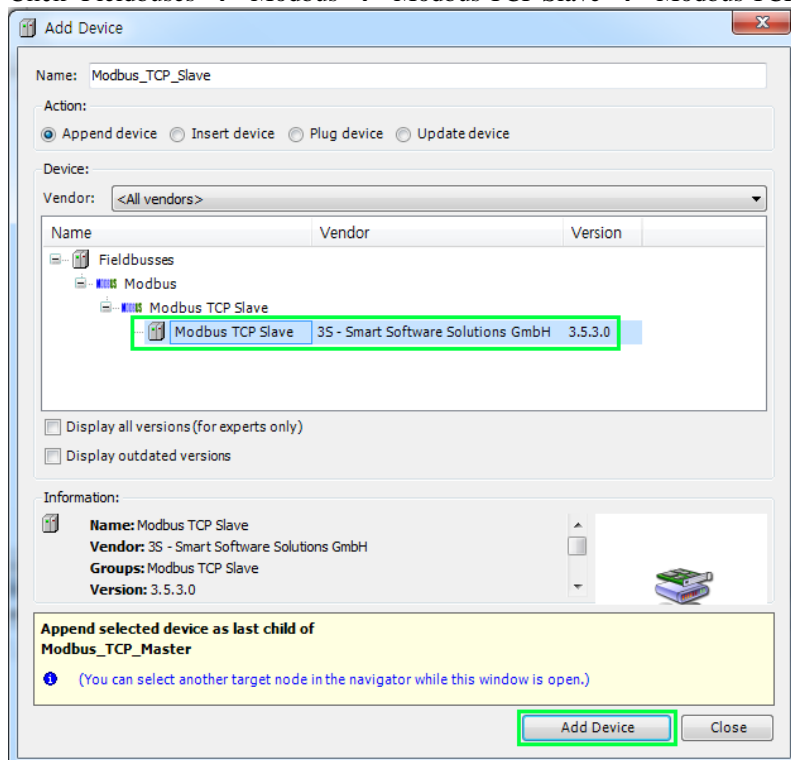 Add Device
Name: Modbus_TCP_Slave
Action:
Append device Insert device Plug device Update device
Device:
Vendor: <All vendors>
Name Vendor Version
Fieldbusses
Modbus
Modbus TCP Slave
Modbus TCP Slave 3S - Smart Software Solutions GmbH 3.5.3.0
Display all versions (for experts only)
Display outdated versions
Information:
Name: Modbus TCP Slave
Vendor: 3S - Smart Software Solutions GmbH
Groups: Modbus TCP Slave
Version: 3.5.3.0
Append selected device as last child of
Modbus_TCP_Master
(You can select another target node in the navigator while this window is open.)
Add Device Close